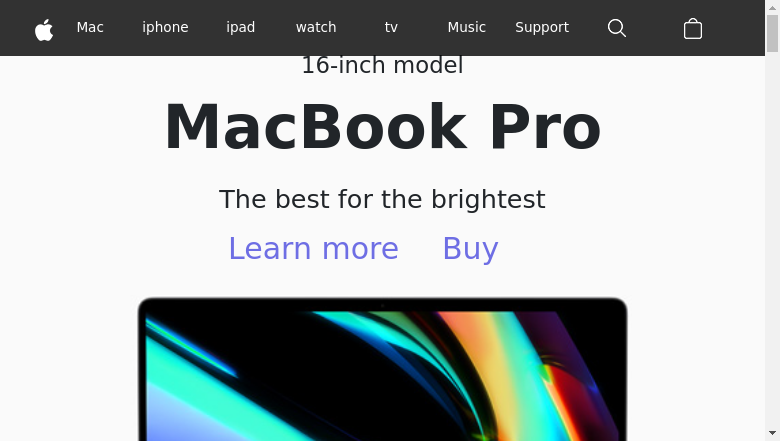 Mac iphone ipad watch tv Music Support
16-inch model
MacBook Pro
The best for the brightest
Learn more Buy